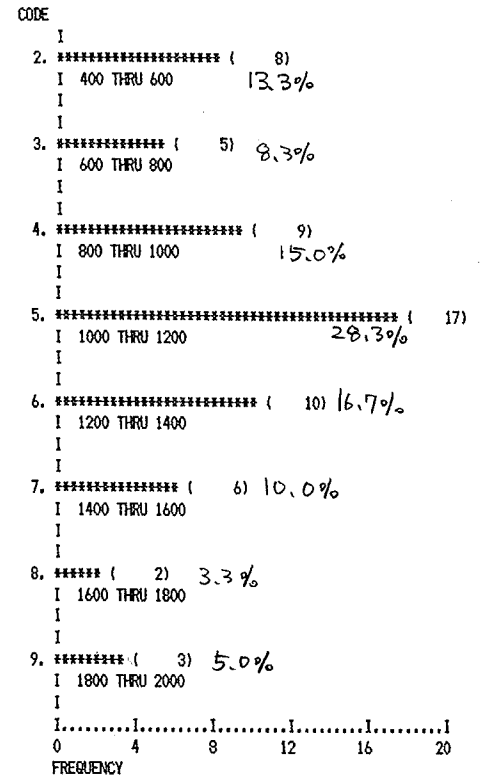 CODE
I
2. ********************* ( 8)
I 400 THRU 600 13.3%
I
I
3. ************** ( 5) 8.3%
I 600 THRU 800
I
I
4. ************************ ( 9)
I 800 THRU 1000 15.0%
I
I
5. ******************************************** ( 17)
I 1000 THRU 1200 28.3%
I
I
6. ************************** ( 10) 16.7%
I 1200 THRU 1400
I
I
7. **************** ( 6) 10.0%
I 1400 THRU 1600
I
I
8. ****** ( 2) 3.3%
I 1600 THRU 1800
I
I
9. ********* ( 3) 5.0%
I 1800 THRU 2000
I
I.........I.........I.........I.........I.........I
0 4 8 12 16 20
FREQUENCY